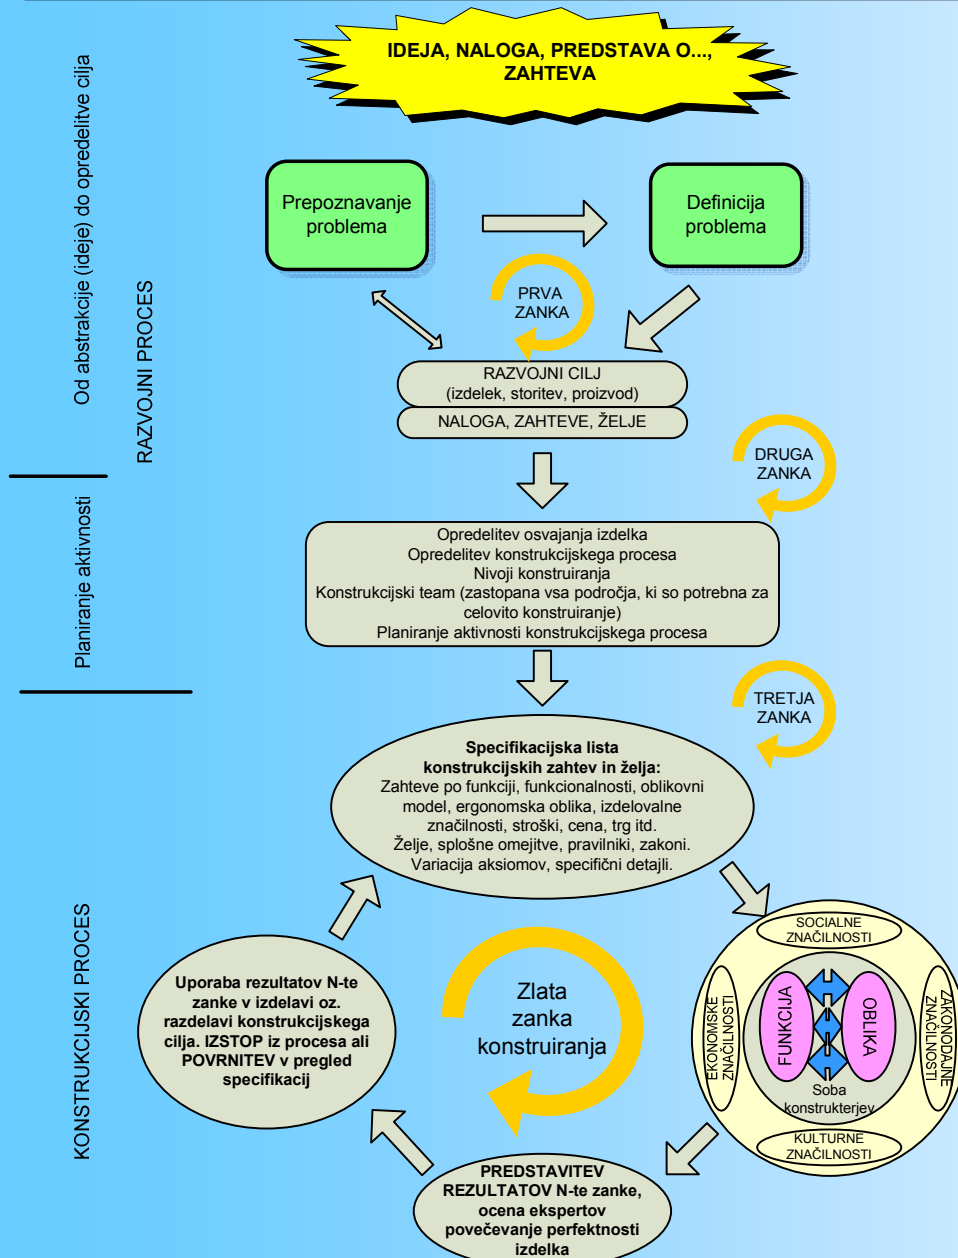 IDEJA, NALOGA, PREDSTAVA O...,
ZAHTEVA
Od abstrakcije (ideje) do opredelitve cilja
RAZVOJNI PROCES
Prepoznavanje
problema
Definicija
problema
PRVA
ZANKA
RAZVOJNI CILJ
(izdelek, storitev, proizvod)
NALOGA, ZAHTEVE, ŽELJE
DRUGA
ZANKA
Planiranje aktivnosti
Opredelitev osvajanja izdelka
Opredelitev konstrukcijskega procesa
Nivoji konstruiranja
Konstrukcijski team (zastopana vsa področja, ki so potrebna za
celovito konstruiranje)
Planiranje aktivnosti konstrukcijskega procesa
TRETJA
ZANKA
KONSTRUKCIJSKI PROCES
Specifikacijska lista
konstrukcijskih zahtev in želja:
Zahteve po funkciji, funkcionalnosti, oblikovni
model, ergonomska oblika, izdelovalne
značilnosti, stroški, cena, trg itd.
Želje, splošne omejitve, pravilniki, zakoni.
Variacija aksiomov, specifični detajli.
SOCIALNE
ZNAČILNOSTI
EKONOMSKE
ZNAČILNOSTI
FUNKCIJA
OBLIKA
ZAKONODAJNE
ZNAČILNOSTI
Soba
konstrukterjev
KULTURNE
ZNAČILNOSTI
Zlata
zanka
konstruiranja
Uporaba rezultatov N-te
zanke v izdelavi oz.
razdelavi konstrukcijskega
cilja. IZSTOP iz procesa ali
POVRNITEV v pregled
specifikacij
PREDSTAVITEV
REZULTATOV N-te zanke,
ocena ekspertov
povečevanje perfektnosti
izdelka